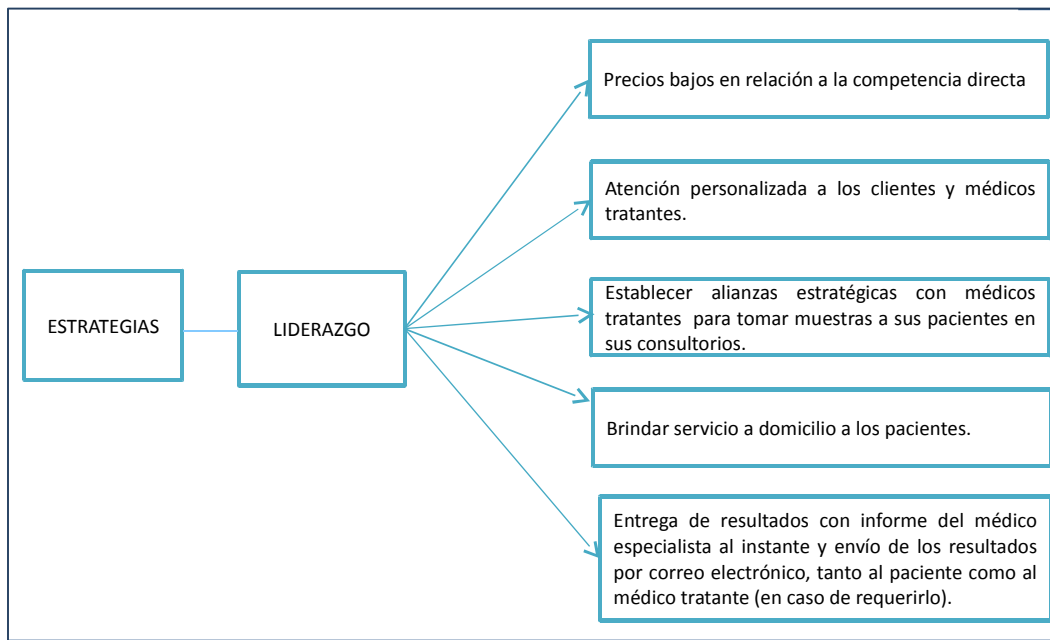 Precios bajos en relación a la competencia directa
Atención personalizada a los clientes y médicos
tratantes.
Establecer alianzas estratégicas con médicos
tratantes para tomar muestras a sus pacientes en
sus consultorios.
ESTRATEGIAS
LIDERAZGO
Brindar servicio a domicilio a los pacientes.
Entrega de resultados con informe del médico
especialista al instante y envío de los resultados
por correo electrónico, tanto al paciente como al
médico tratante (en caso de requerirlo).